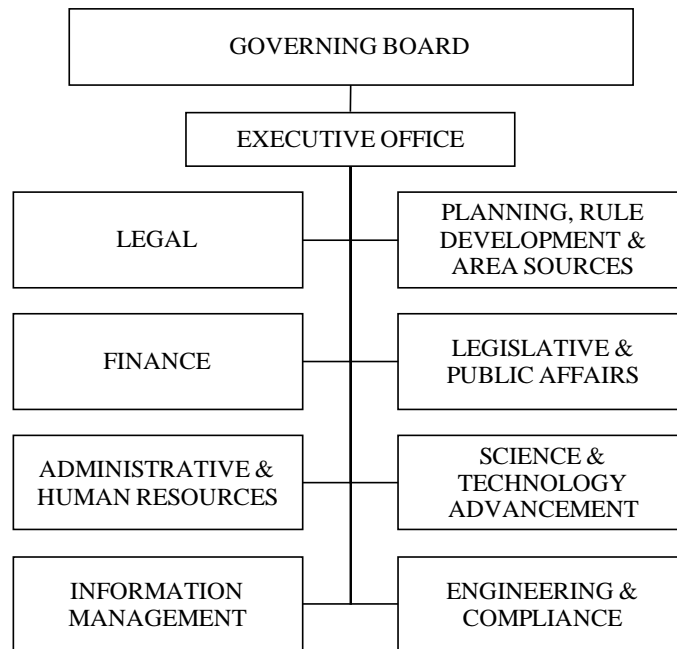 GOVERNING BOARD
EXECUTIVE OFFICE
LEGAL
PLANNING, RULE
DEVELOPMENT &
AREA SOURCES
FINANCE
LEGISLATIVE &
PUBLIC AFFAIRS
ADMINISTRATIVE &
HUMAN RESOURCES
SCIENCE &
TECHNOLOGY
ADVANCEMENT
INFORMATION
MANAGEMENT
ENGINEERING &
COMPLIANCE